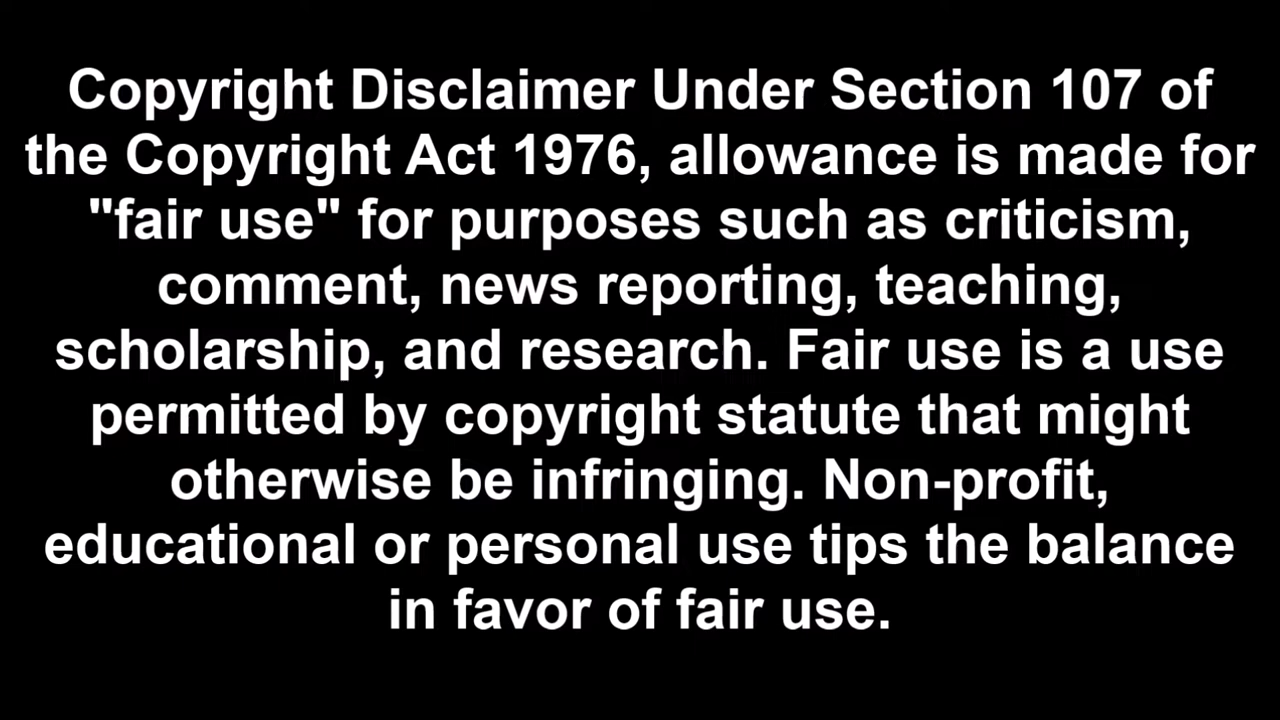 Copyright Disclaimer Under Section 107 of
the Copyright Act 1976, allowance is made for
"fair use" for purposes such as criticism,
comment, news reporting, teaching,
scholarship, and research. Fair use is a use
permitted by copyright statute that might
otherwise be infringing. Non-profit,
educational or personal use tips the balance
in favor of fair use.